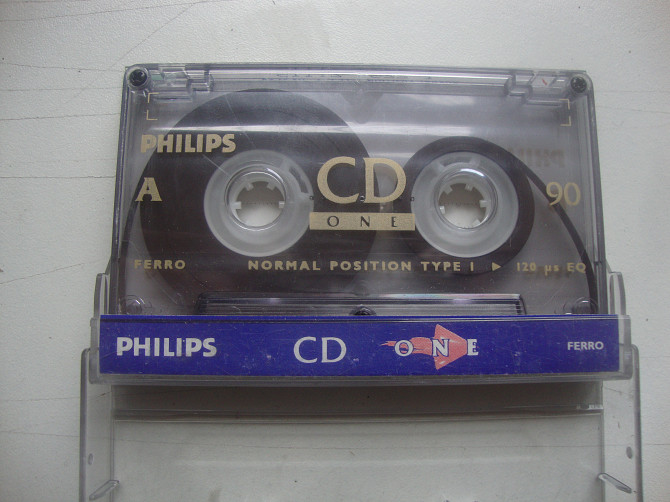 PHILIPS
CD
A
90
ONE
FERRO NORMAL POSITION TYPE I ▶ 120 µs EQ
PHILIPS CD ONE FERRO